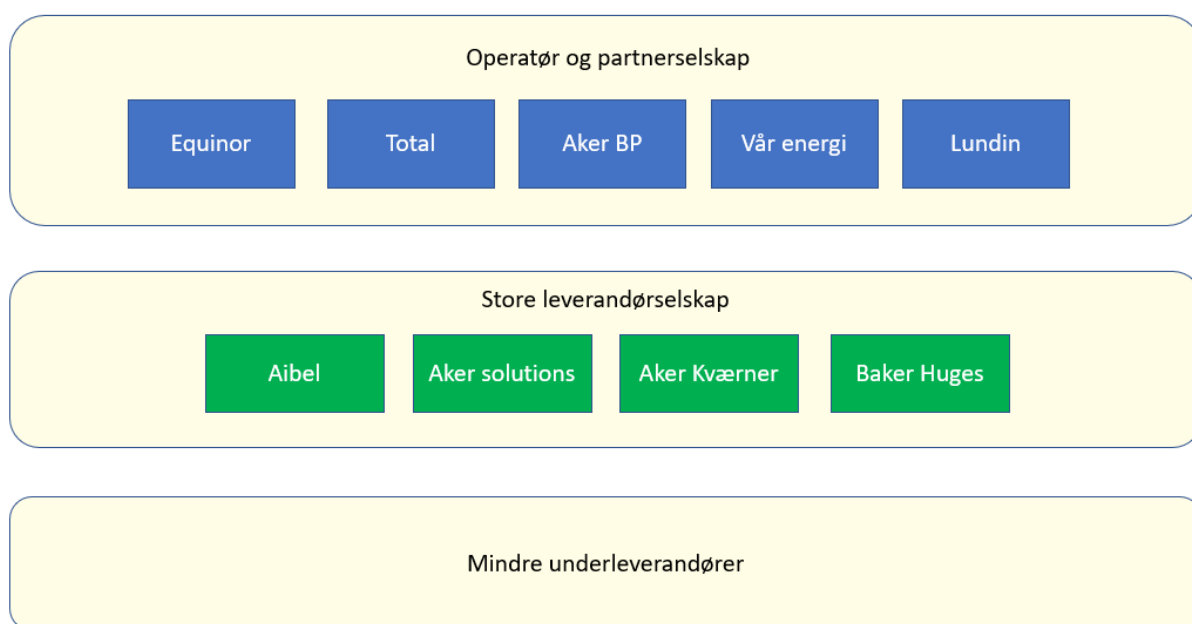 Operatør og partnerselskap
Equinor
Total
Aker BP
Vår energi
Lundin
Store leverandørselskap
Aibel
Aker solutions
Aker Kværner
Baker Huges
Mindre underleverandører